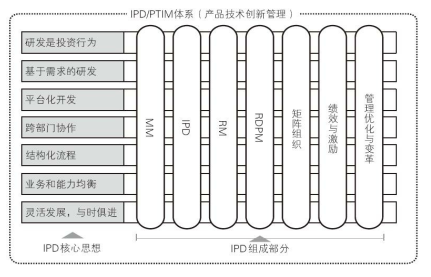 IPD/PTIM体系（产品技术创新管理）
研发是投资行为
基于需求的研发
平台化开发
跨部门协作
结构化流程
业务和能力均衡
灵活发展，与时俱进
MM
IPD
RM
RDPM
矩阵组织
绩效与激励
管理优化与变革
IPD核心思想
IPD组成部分